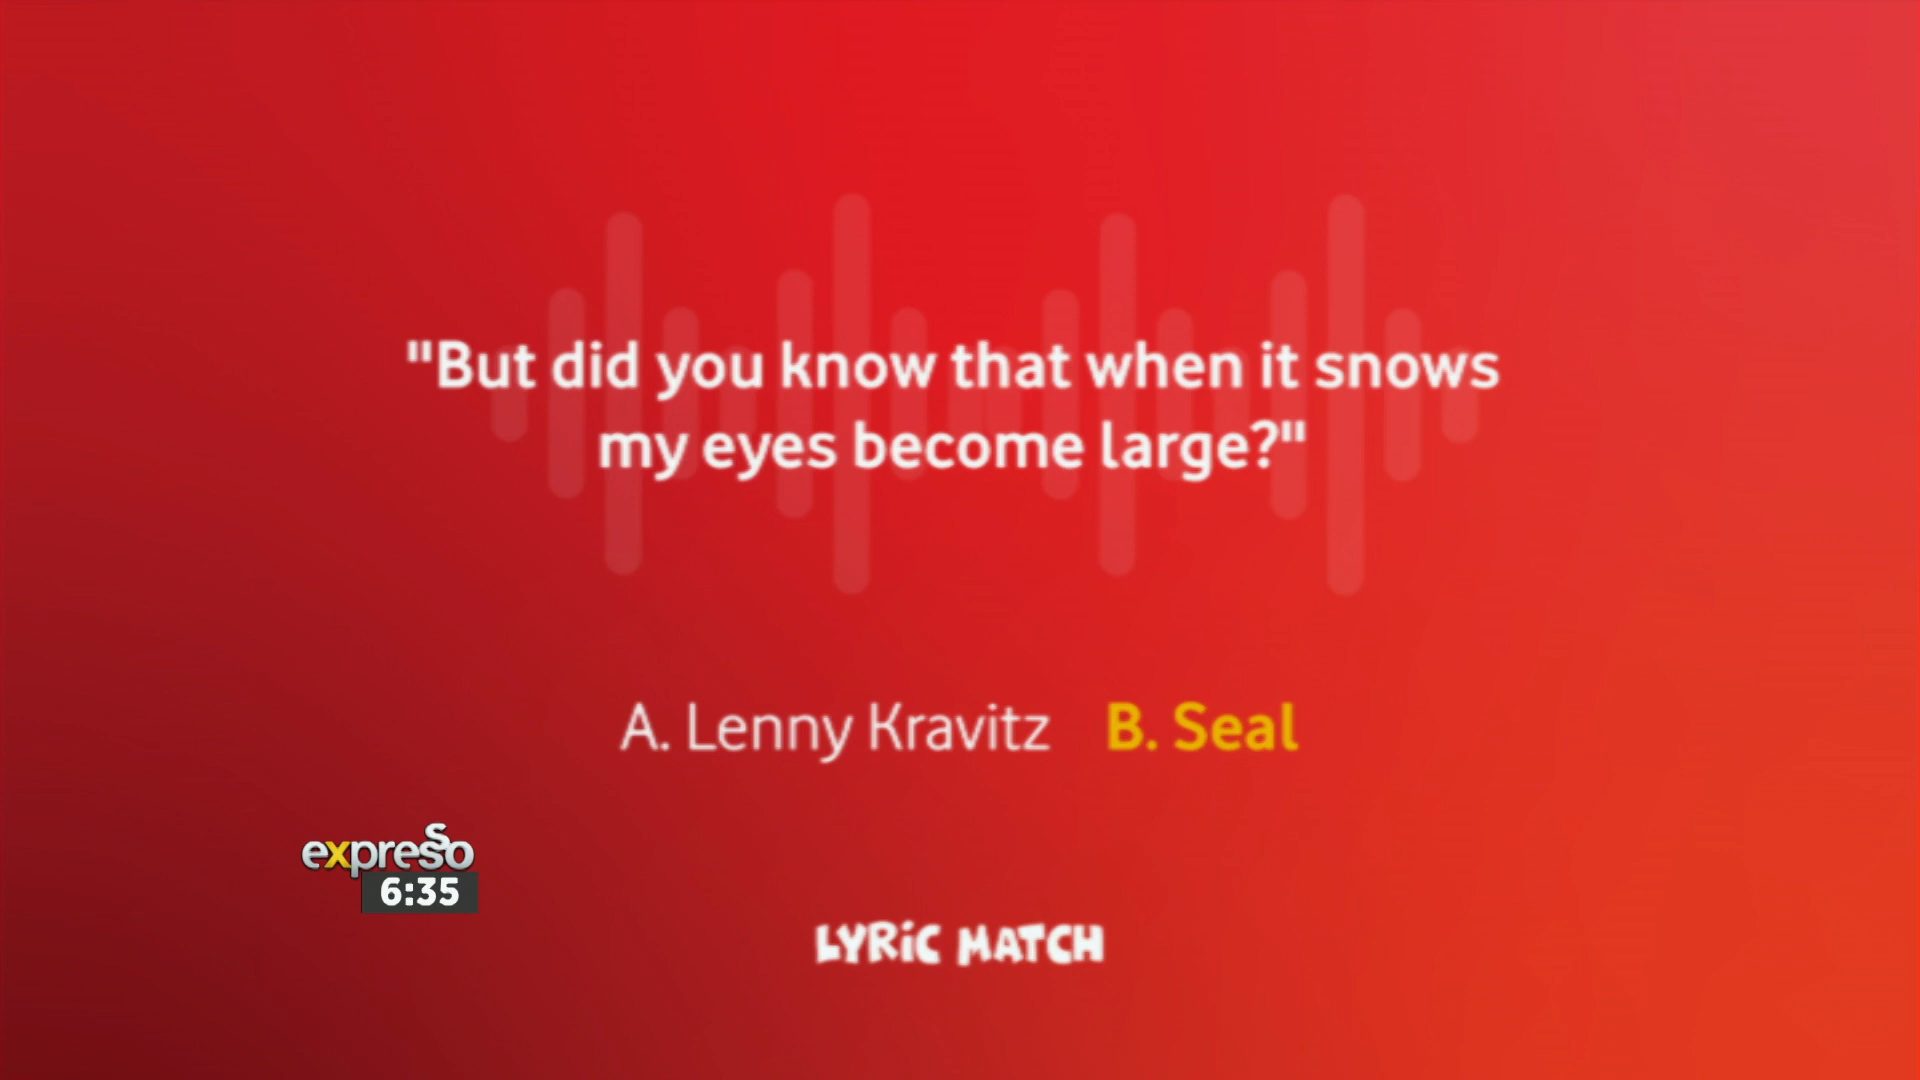 "But did you know that when it snows
my eyes become large?"
A. Lenny Kravitz B. Seal
expresso
6:35
LYRiC MATCH